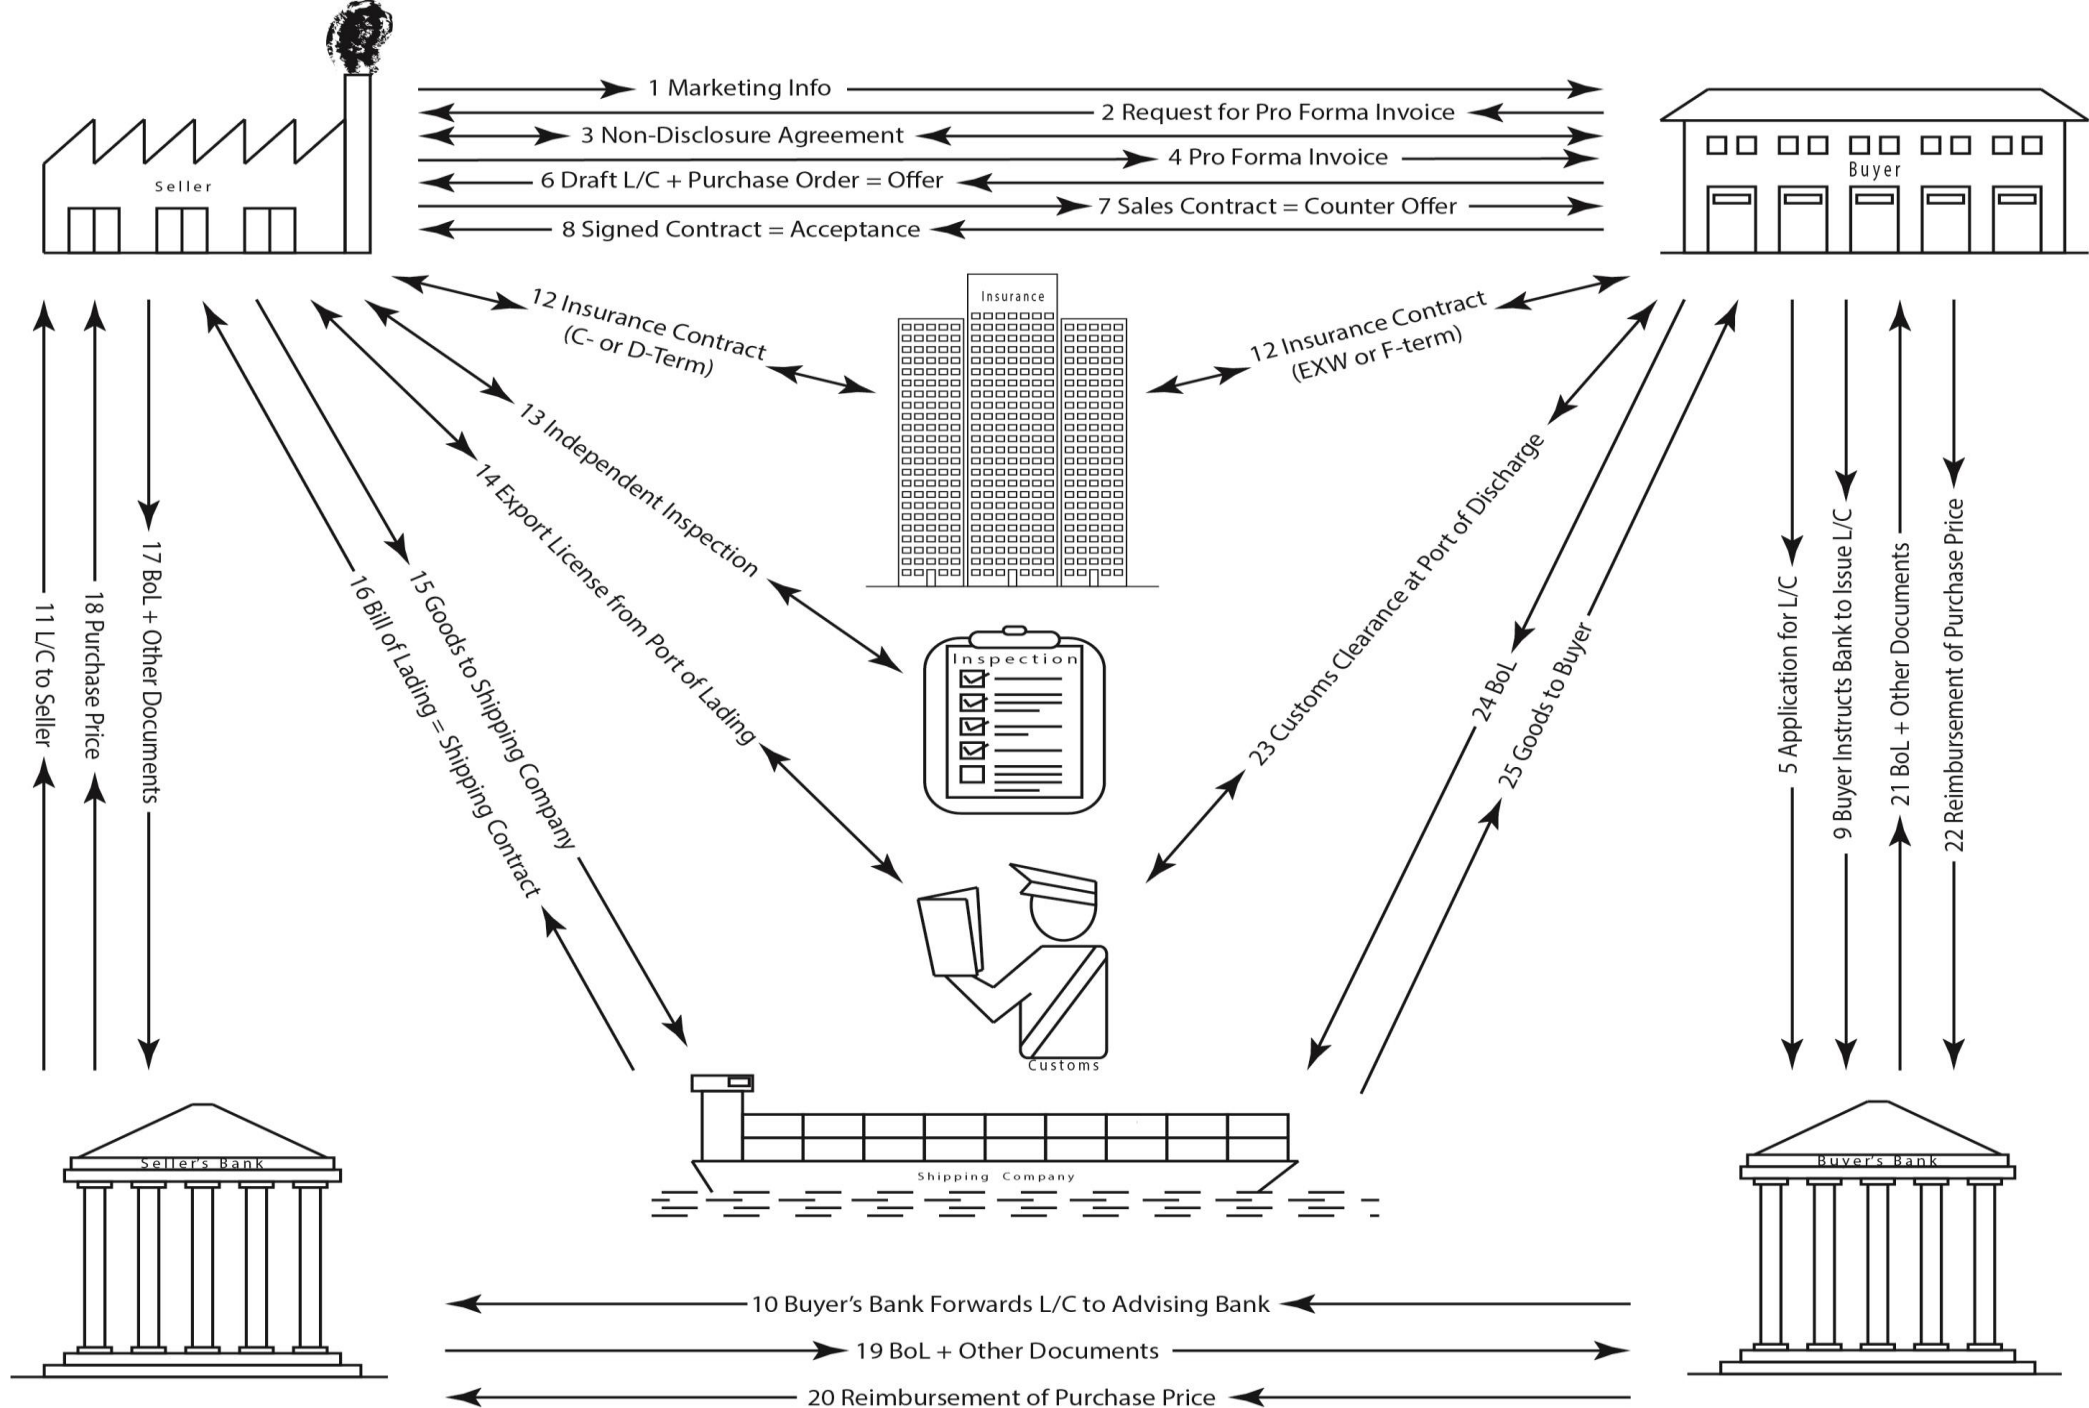 1 Marketing Info
2 Request for Pro Forma Invoice
3 Non-Disclosure Agreement
4 Pro Forma Invoice
6 Draft L/C + Purchase Order = Offer
7 Sales Contract = Counter Offer
8 Signed Contract = Acceptance
Seller
Buyer
Insurance
12 Insurance Contract
(C- or D-Term)
12 Insurance Contract
(EXW or F-term)
13 Independent Inspection
14 Export License from Port of Lading
15 Goods to Shipping Company
16 Bill of Lading = Shipping Contract
11 L/C to Seller
18 Purchase Price
17 BoL + Other Documents
Inspection
23 Customs Clearance at Port of Discharge
24 BoL
25 Goods to Buyer
5 Application for L/C
9 Buyer Instructs Bank to Issue L/C
21 BoL + Other Documents
22 Reimbursement of Purchase Price
Customs
Seller's Bank
Shipping Company
Buyer's Bank
10 Buyer’s Bank Forwards L/C to Advising Bank
19 BoL + Other Documents
20 Reimbursement of Purchase Price